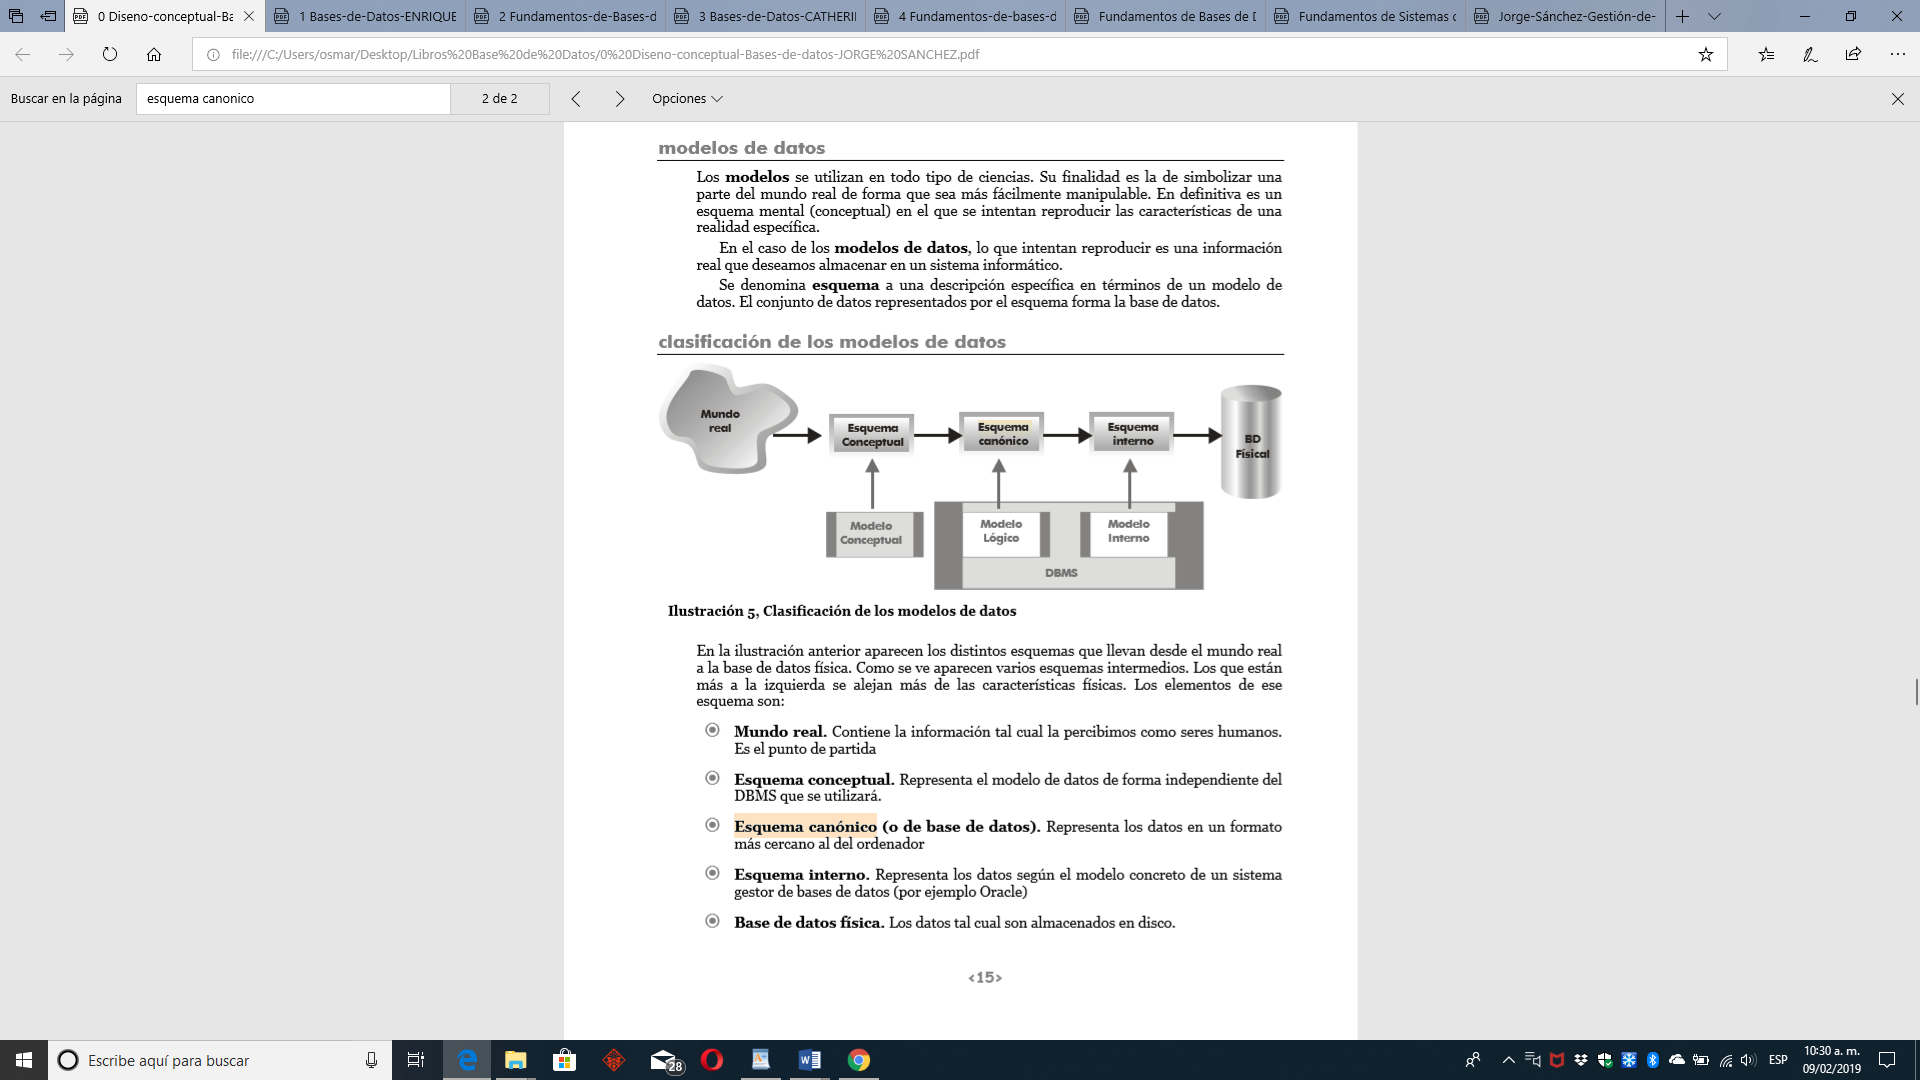 0 Diseno-conceptual-Ba
1 Bases-de-Datos-ENRIQUE
2 Fundamentos-de-Bases-d
3 Bases-de-Datos-CATHERI
4 Fundamentos-de-bases-d
Fundamentos de Bases de D
Fundamentos de Sistemas d
Jorge-Sánchez-Gestión-de-
file:///C:/Users/osmar/Desktop/Libros%20Base%20de%20Datos/0%20Diseno-conceptual-Bases-de-datos-JORGE%20SANCHEZ.pdf
Buscar en la página
esquema canonico
2 de 2
Opciones
modelos de datos
Los modelos se utilizan en todo tipo de ciencias. Su finalidad es la de simbolizar una
parte del mundo real de forma que sea más fácilmente manipulable. En definitiva es un
esquema mental (conceptual) en el que se intentan reproducir las características de una
realidad específica.
En el caso de los modelos de datos, lo que intentan reproducir es una información
real que deseamos almacenar en un sistema informático.
Se denomina esquema a una descripción específica en términos de un modelo de
datos. El conjunto de datos representados por el esquema forma la base de datos.
clasificación de los modelos de datos
Mundo
real
Esquema
Conceptual
Esquema
canónico
Esquema
interno
BD
Físical
Modelo
Conceptual
Modelo
Lógico
Modelo
Interno
DBMS
Ilustración 5, Clasificación de los modelos de datos
En la ilustración anterior aparecen los distintos esquemas que llevan desde el mundo real
a la base de datos física. Como se ve aparecen varios esquemas intermedios. Los que están
más a la izquierda se alejan más de las características físicas. Los elementos de ese
esquema son:
Mundo real. Contiene la información tal cual la percibimos como seres humanos.
Es el punto de partida
Esquema conceptual. Representa el modelo de datos de forma independiente del
DBMS que se utilizará.
Esquema canónico (o de base de datos). Representa los datos en un formato
más cercano al del ordenador
Esquema interno. Representa los datos según el modelo concreto de un sistema
gestor de bases de datos (por ejemplo Oracle)
Base de datos física. Los datos tal cual son almacenados en disco.
<15>
Escribe aquí para buscar
28
ESP
10:30 a. m.
09/02/2019